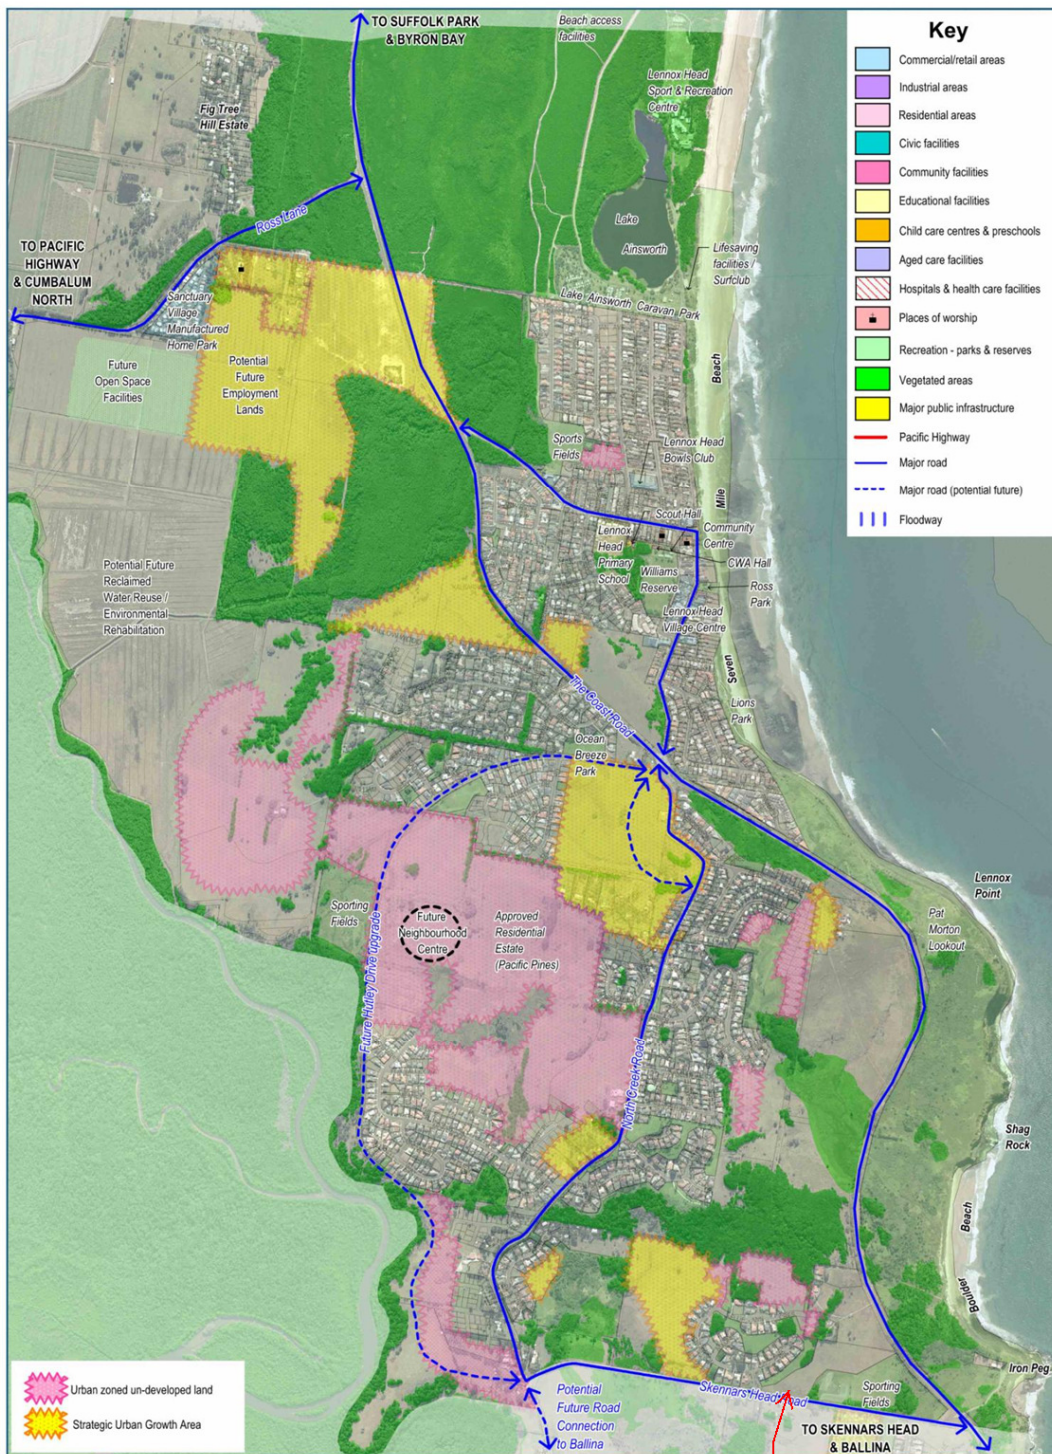 TO SUFFOLK PARK
& BYRON BAY
Beach access
facilities
Lennox Head
Sport & Recreation
Centre
Fig Tree
Hill Estate
Ross Lane
TO PACIFIC
HIGHWAY
& CUMBALUM
NORTH
Lake
Ainsworth
Lifesaving
facilities /
Surfclub
Sanctuary
Village
Manufactured
Home Park
Lake Ainsworth Caravan Park
Future
Open Space
Facilities
Potential
Future
Employment
Lands
Seven
Mile
Beach
Sports
Fields
Lennox Head
Bowls Club
Scout Hall
Lennox
Head
Primary
School
Community
Centre
CWA Hall
Williams
Reserve
Ross
Park
Lennox Head
Village Centre
Potential Future
Reclaimed
Water Reuse /
Environmental
Rehabilitation
The Coast Road
Lions
Park
Ocean
Breeze
Park
Lennox
Point
Pat
Morton
Lookout
Sporting
Fields
Future
Neighbourhood
Centre
Approved
Residential
Estate
(Pacific Pines)
Future Hutley Drive upgrade
North Creek Road
Shag
Rock
Boulder
Beach
Iron Peg
Skennars Head Road
Sporting
Fields
Potential
Future Road
Connection
to Ballina
TO SKENNARS HEAD
& BALLINA
Key
Commercial/retail areas
Industrial areas
Residential areas
Civic facilities
Community facilities
Educational facilities
Child care centres & preschools
Aged care facilities
Hospitals & health care facilities
Places of worship
Recreation - parks & reserves
Vegetated areas
Major public infrastructure
Pacific Highway
Major road
Major road (potential future)
Floodway
Urban zoned un-developed land
Strategic Urban Growth Area